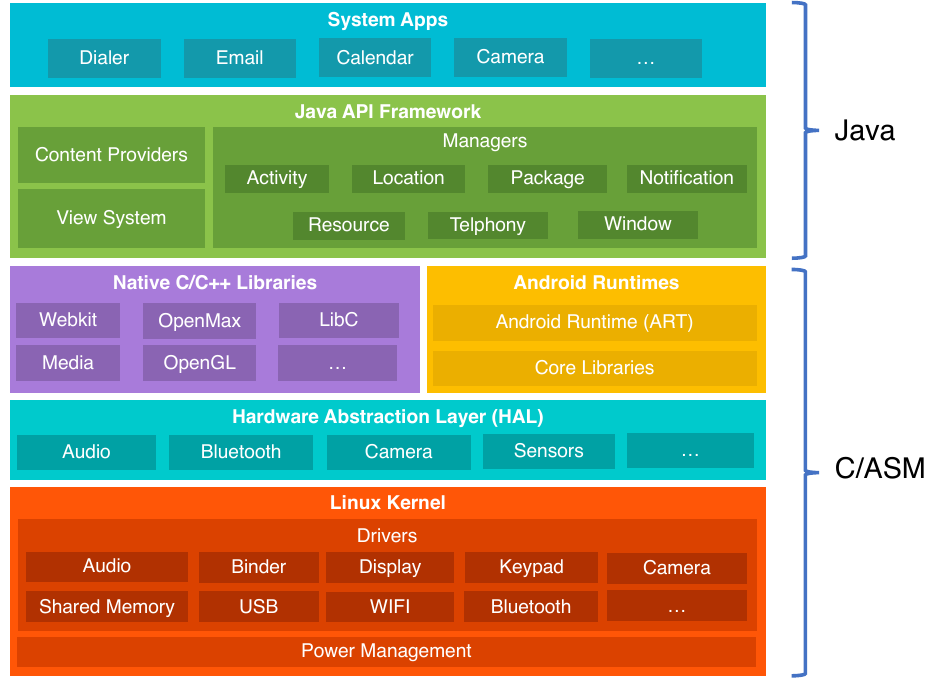 System Apps
Dialer
Email
Calendar
Camera
...
Java API Framework
Content Providers
View System
Managers
Activity
Location
Package
Notification
Resource
Telphony
Window
Java
Native C/C++ Libraries
Webkit
OpenMax
LibC
Media
OpenGL
...
Android Runtimes
Android Runtime (ART)
Core Libraries
Hardware Abstraction Layer (HAL)
Audio
Bluetooth
Camera
Sensors
...
Linux Kernel
Drivers
Audio
Binder
Display
Keypad
Camera
Shared Memory
USB
WIFI
Bluetooth
...
Power Management
C/ASM